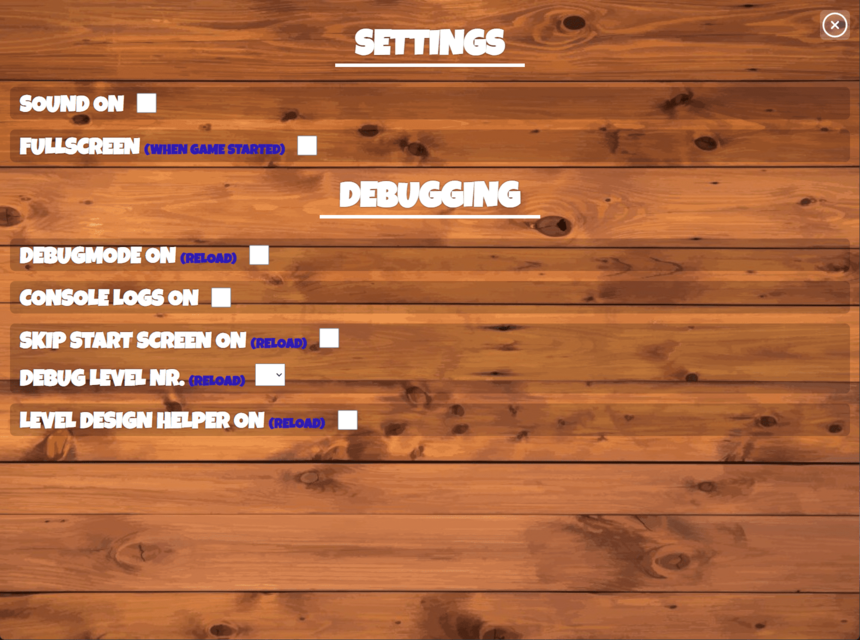 SETTINGS
SOUND ON
FULLSCREEN (WHEN GAME STARTED)
DEBUGGING
DEBUGMODE ON (RELOAD)
CONSOLE LOGS ON
SKIP START SCREEN ON (RELOAD)
DEBUG LEVEL NR. (RELOAD)
LEVEL DESIGN HELPER ON (RELOAD)